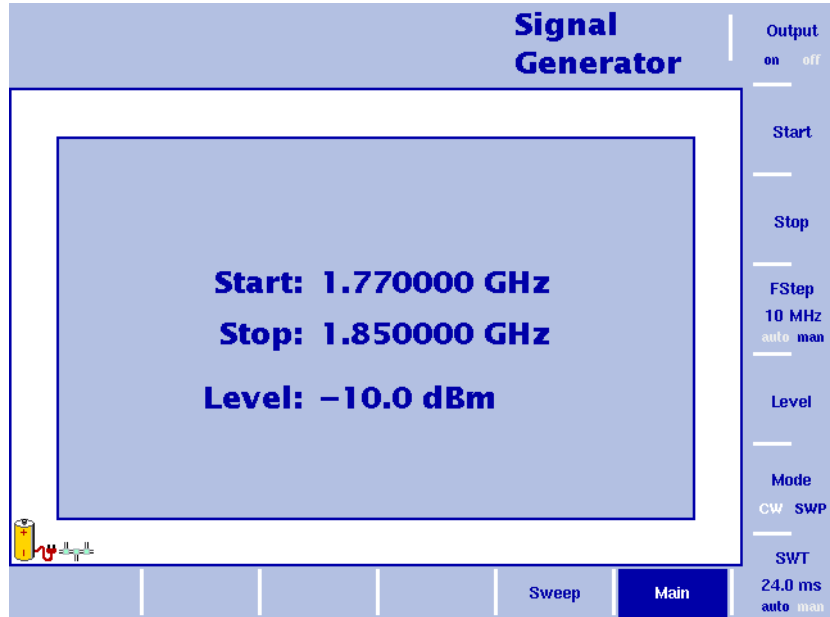 Signal
Generator
Start: 1.770000 GHz
Stop: 1.850000 GHz
Level: −10.0 dBm
Output
on off
Start
Stop
FStep
10 MHz
auto man
Level
Mode
CW SWP
SWT
24.0 ms
auto man
Sweep
Main